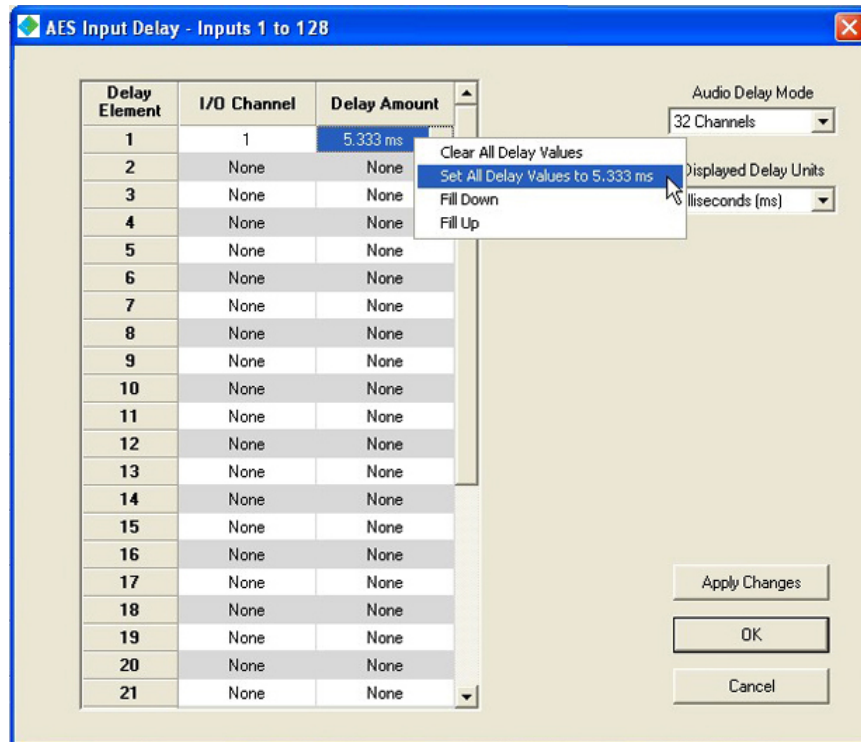 AES Input Delay - Inputs 1 to 128
Delay Element I/O Channel Delay Amount
1 1 5.333 ms
2 None None
3 None None
4 None None
5 None None
6 None None
7 None None
8 None None
9 None None
10 None None
11 None None
12 None None
13 None None
14 None None
15 None None
16 None None
17 None None
18 None None
19 None None
20 None None
21 None None
Clear All Delay Values
Set All Delay Values to 5.333 ms
Fill Down
Fill Up
Audio Delay Mode
32 Channels
Displayed Delay Units
lliseconds (ms)
Apply Changes
OK
Cancel